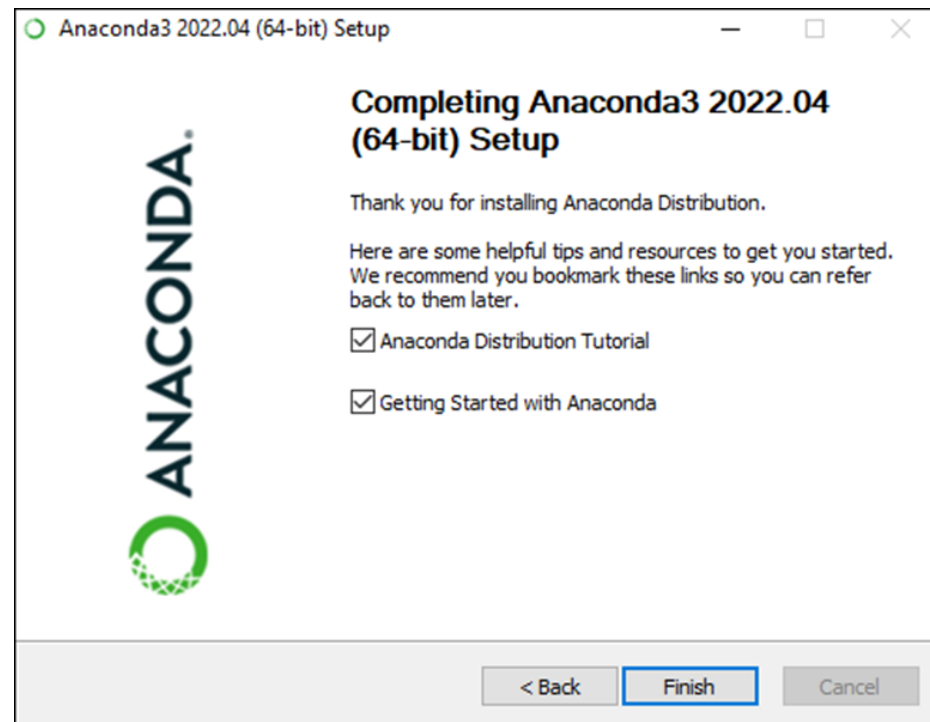 Anaconda3 2022.04 (64-bit) Setup
Completing Anaconda3 2022.04
(64-bit) Setup
ANACONDA.
Thank you for installing Anaconda Distribution.
Here are some helpful tips and resources to get you started.
We recommend you bookmark these links so you can refer
back to them later.
Anaconda Distribution Tutorial
Getting Started with Anaconda
< Back
Finish
Cancel